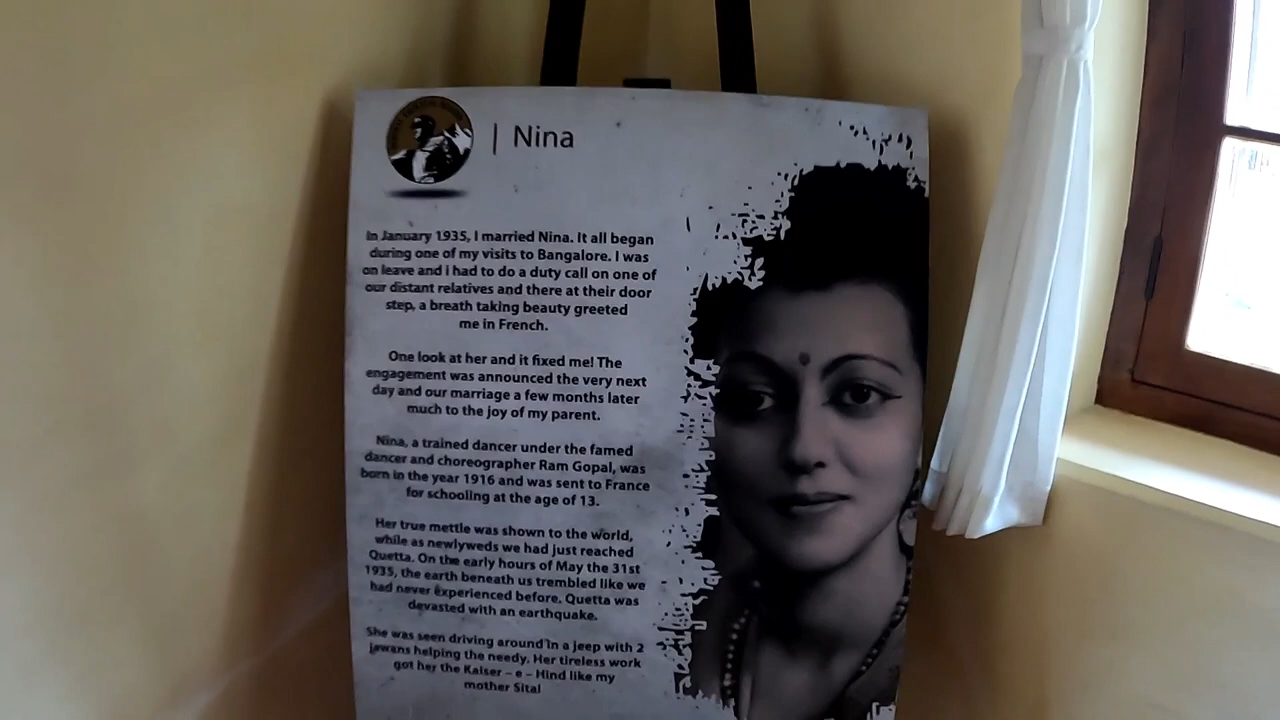 | Nina
In January 1935, I married Nina. It all began
during one of my visits to Bangalore. I was
on leave and I had to do a duty call on one of
our distant relatives and there at their door
step, a breath taking beauty greeted
me in French.
One look at her and it fixed me! The
engagement was announced the very next
day and our marriage a few months later
much to the joy of my parent.
Nina, a trained dancer under the famed
dancer and choreographer Ram Gopal, was
born in the year 1916 and was sent to France
for schooling at the age of 13.
Her true mettle was shown to the world,
while as newlyweds we had just reached
Quetta. On the early hours of May the 31st
1935, the earth beneath us trembled like we
had never experienced before. Quetta was
devasted with an earthquake.
She was seen driving around in a jeep with 2
jawans helping the needy. Her tireless work
got her the Kaiser – e – Hind like my
mother Sita!